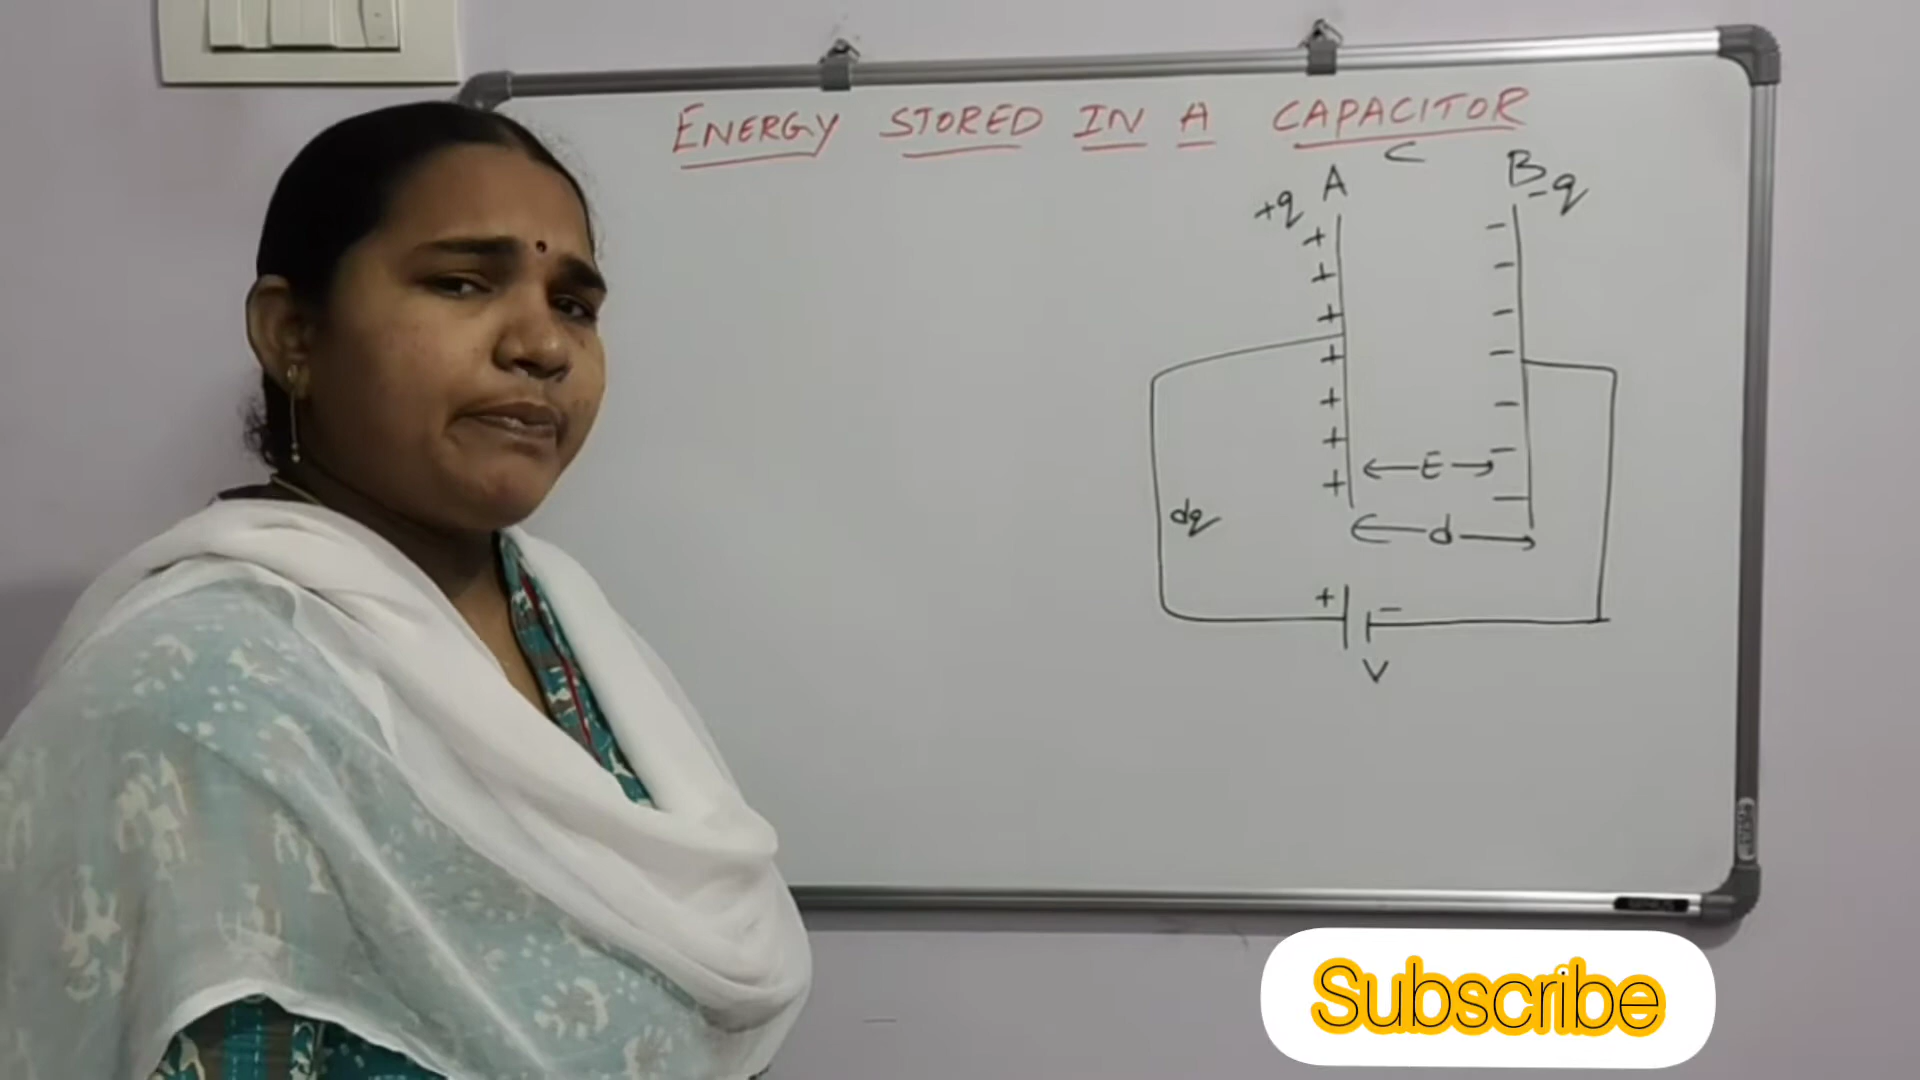 ENERGY STORED IN A CAPACITOR
C
A B
+q -q
+ -
+ -
+ -
+ -
+ -
+ -
+ -
E
dq
d
+ -
V
Subscribe